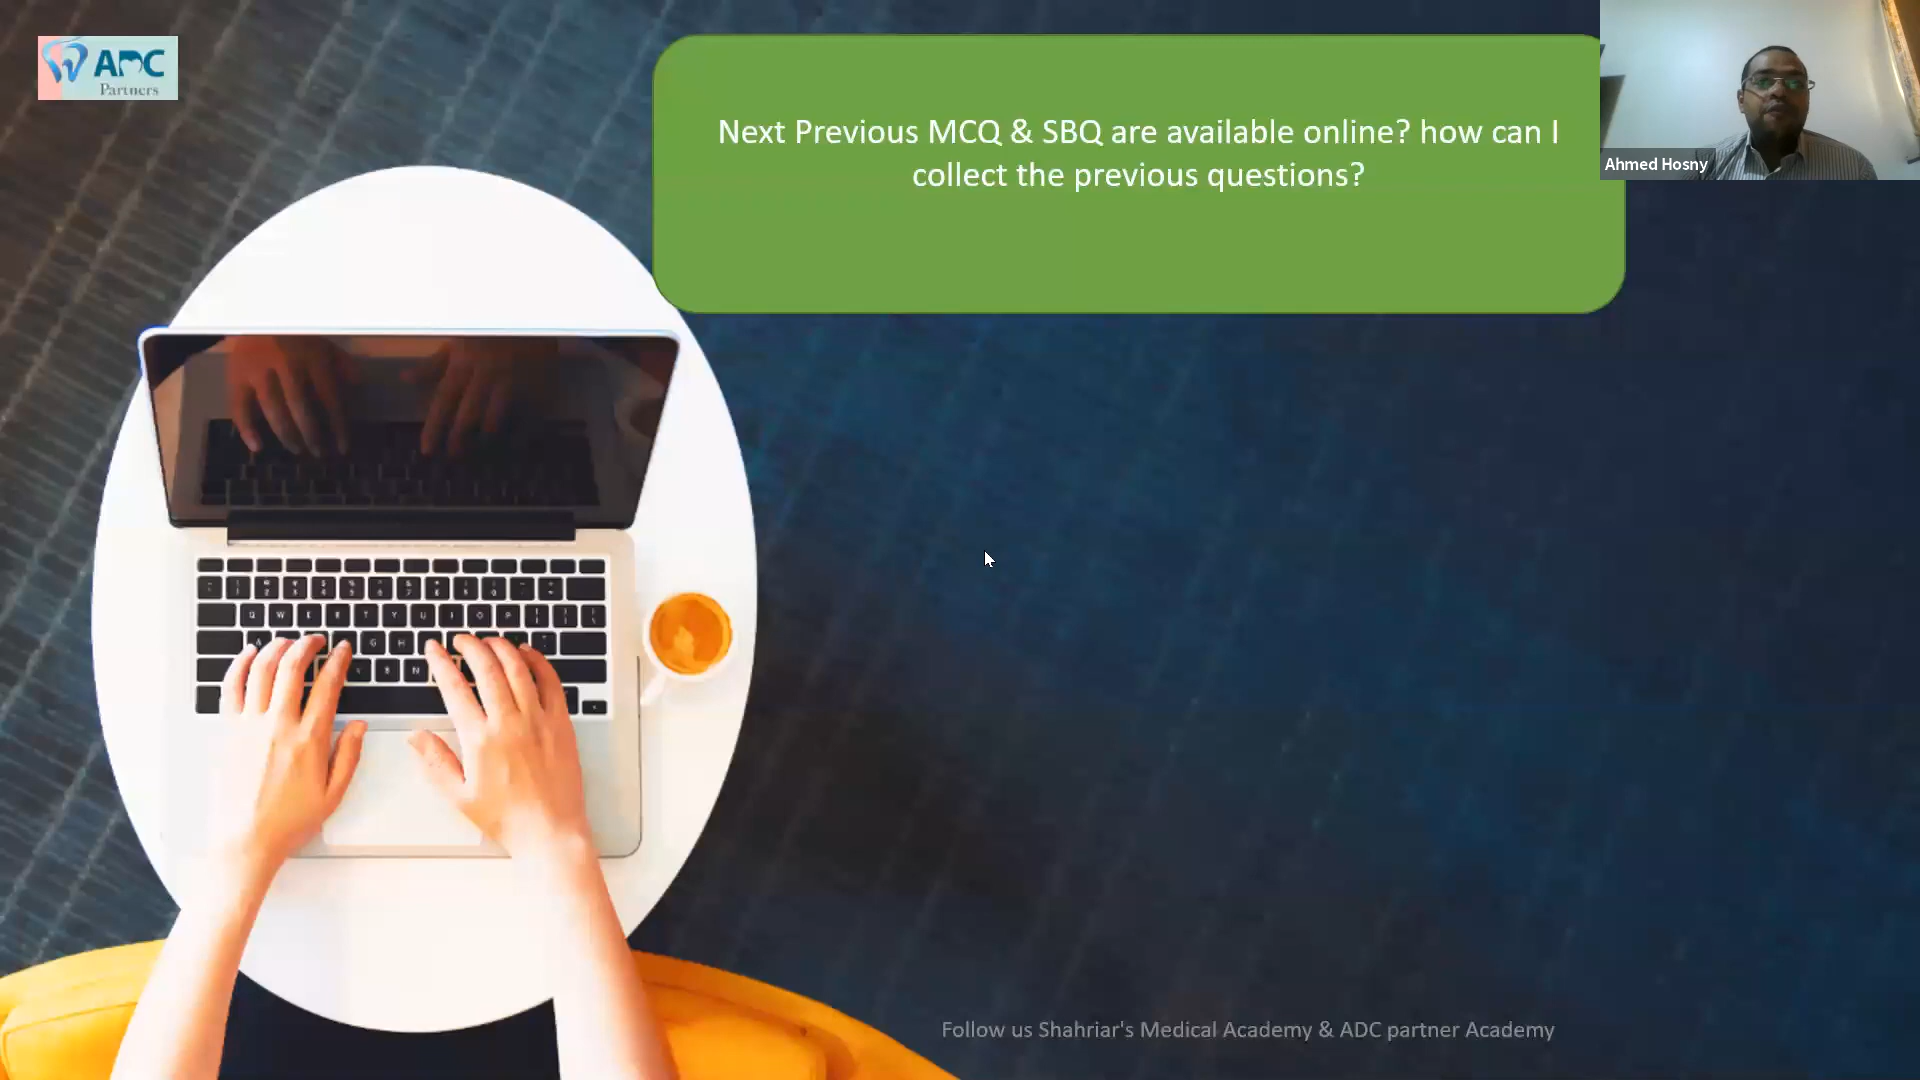 ADC
Partners
Next Previous MCQ & SBQ are available online? how can I
collect the previous questions?
Ahmed Hosny
Follow us Shahriar's Medical Academy & ADC partner Academy